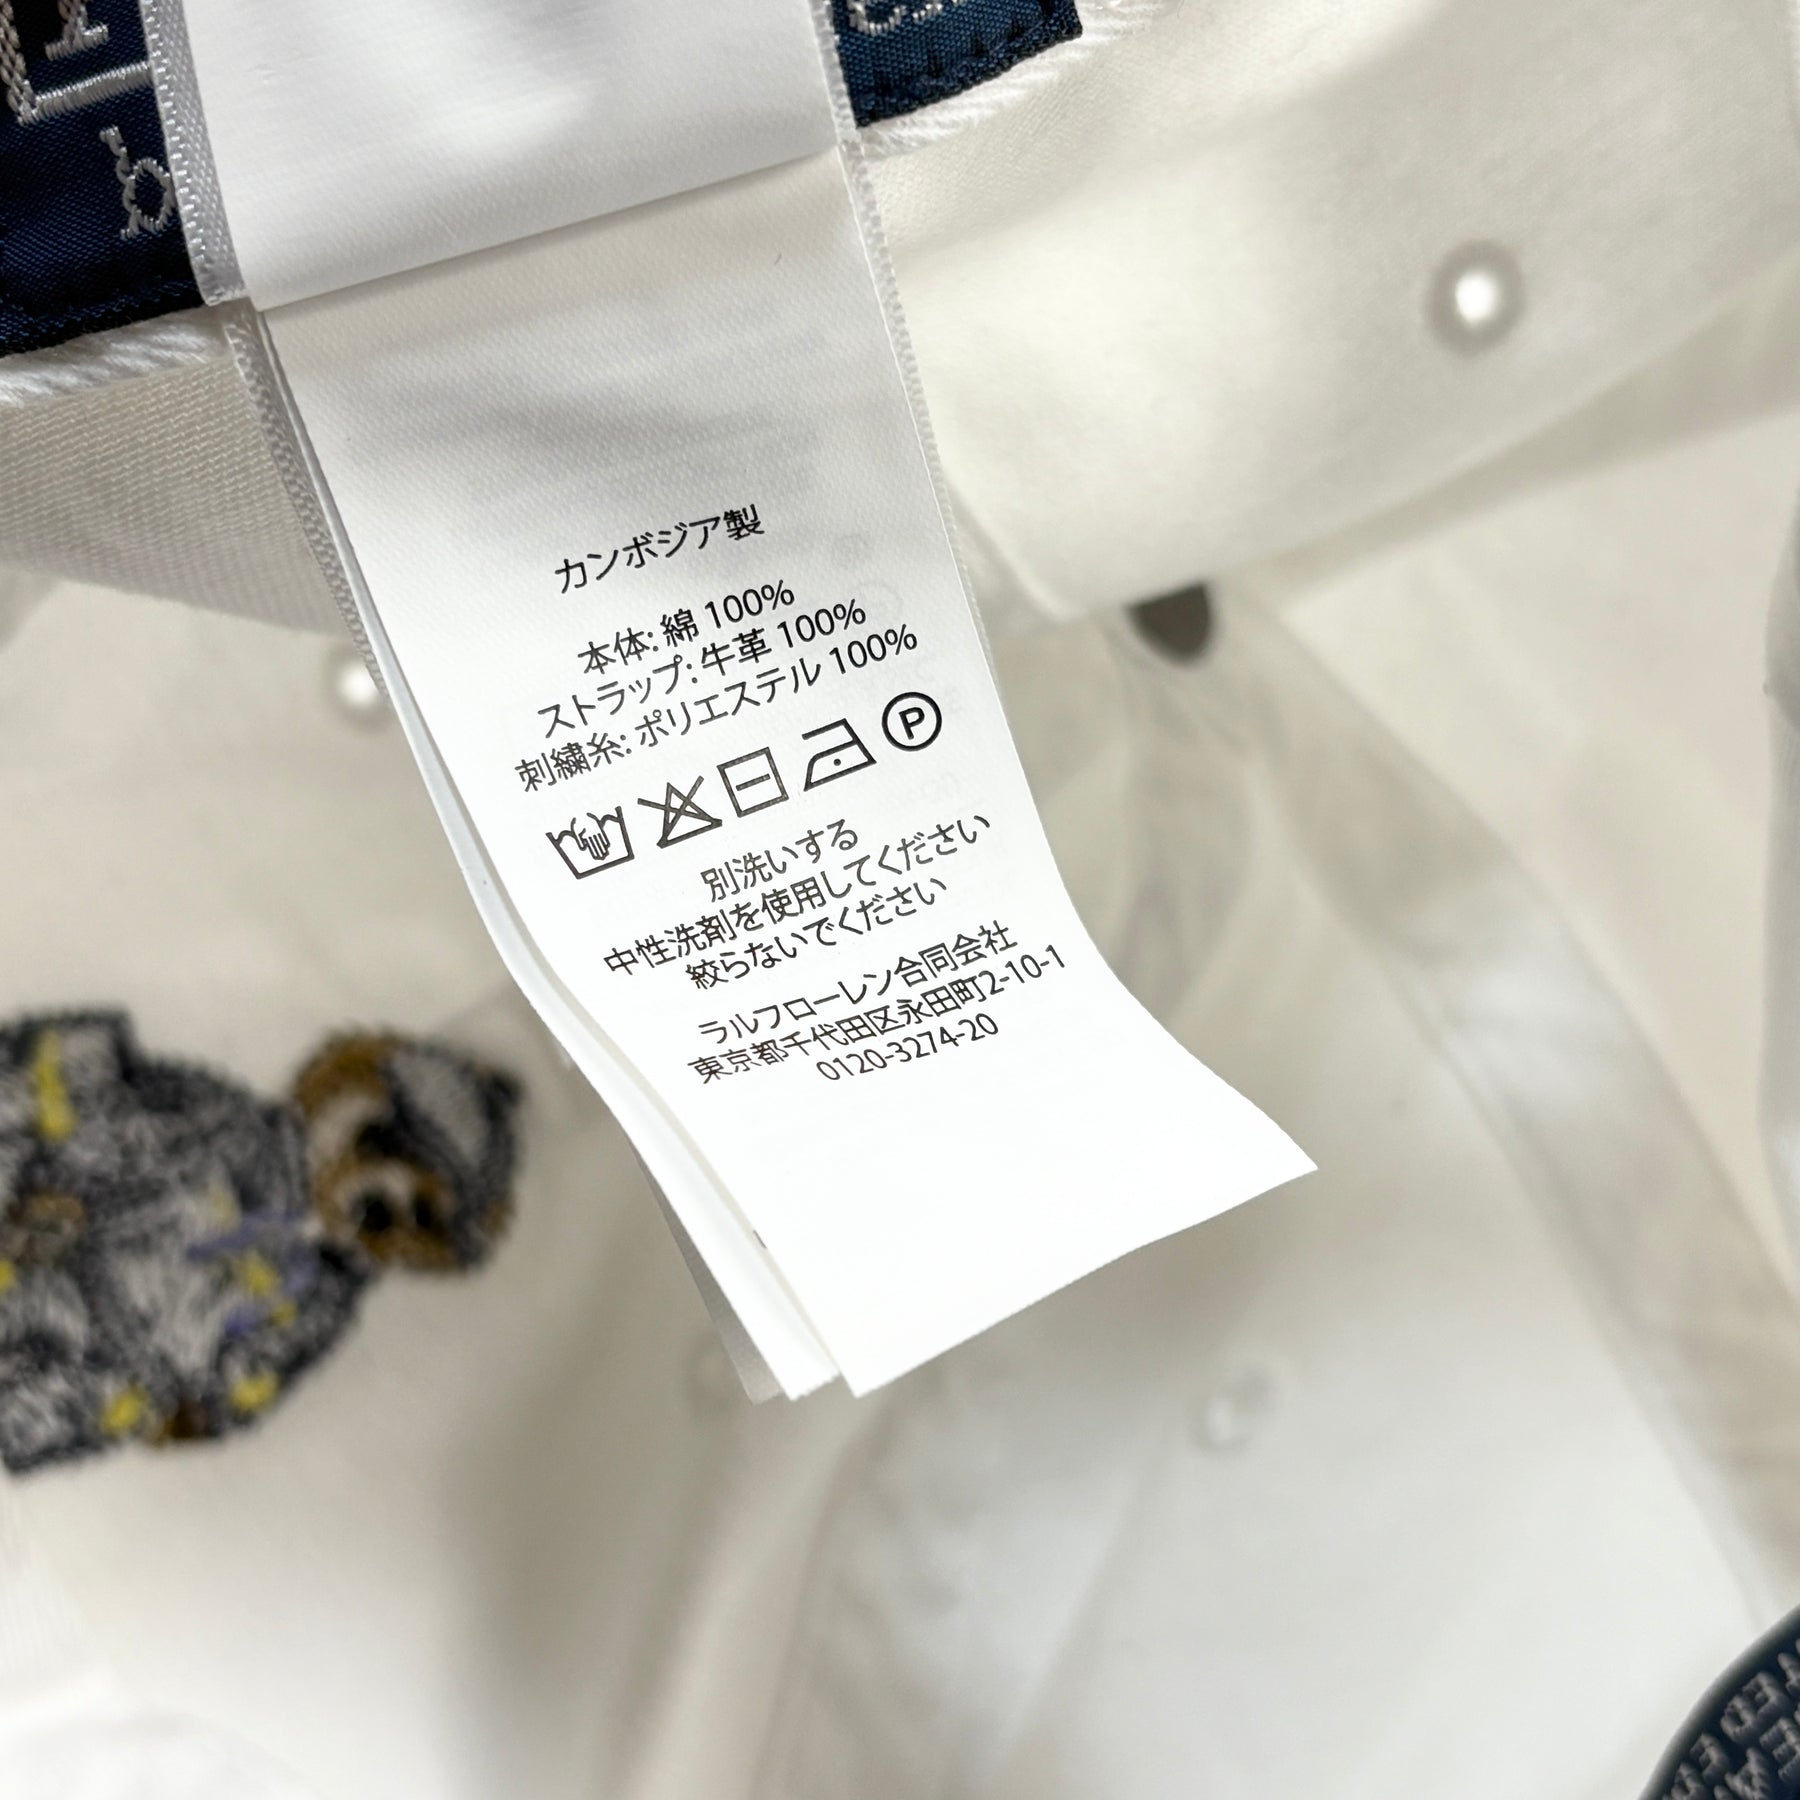 カンボジア製
本体: 綿 100%
ストラップ: 牛革 100%
刺繍糸: ポリエステル 100%
P
別洗いする
中性洗剤を使用してください
絞らないでください
ラルフローレン合同会社
東京都千代田区永田町2-10-1
0120-3274-20